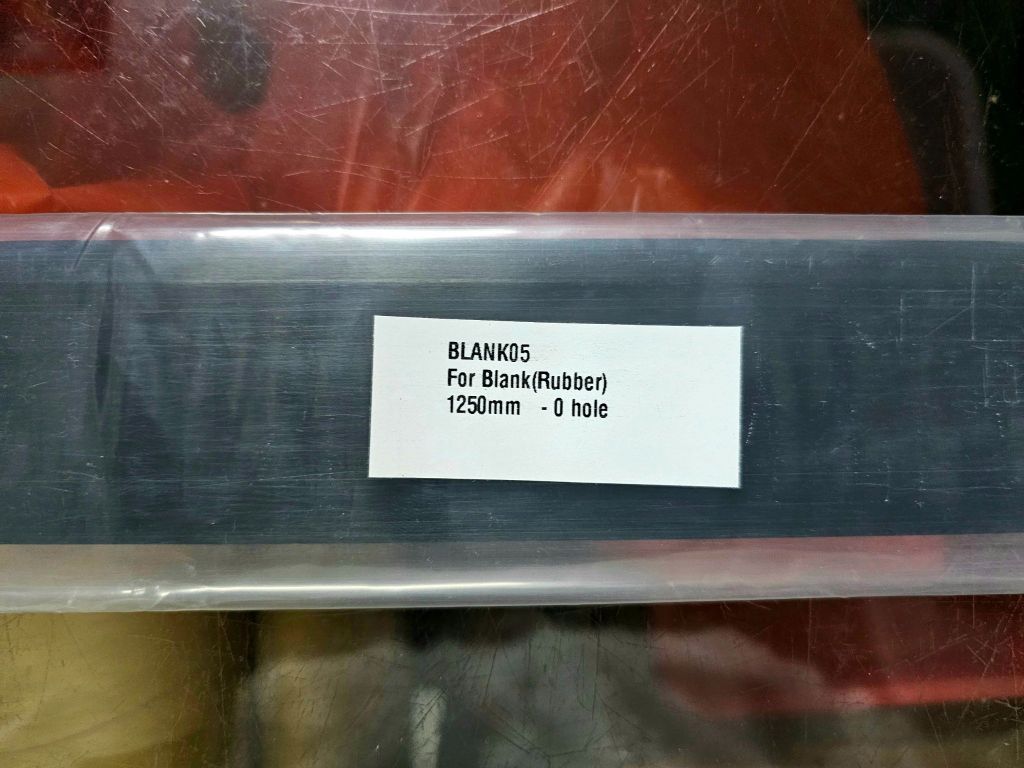 BLANK05
For Blank(Rubber)
1250mm - 0 hole